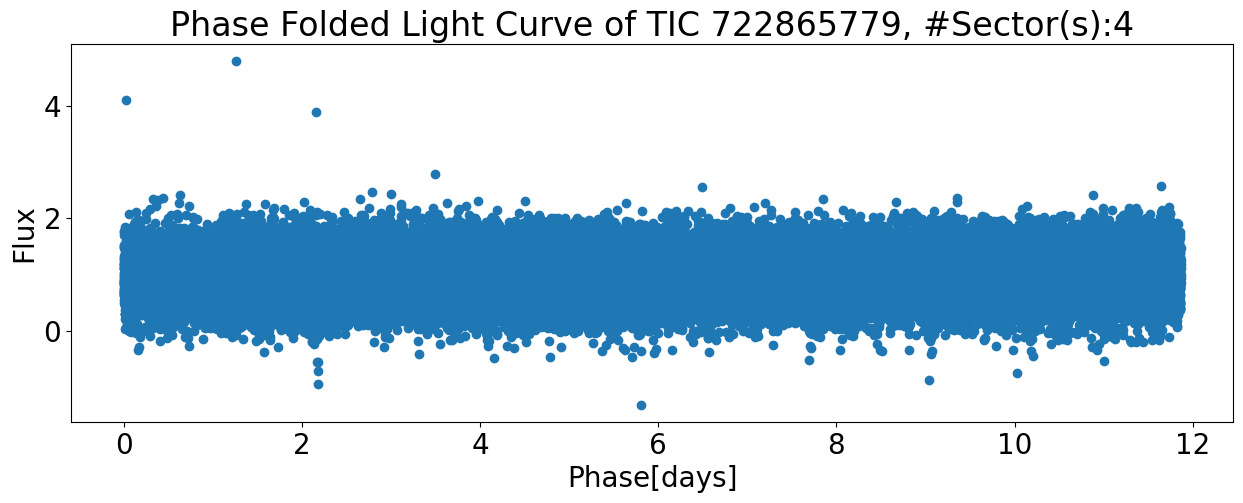 Phase Folded Light Curve of TIC 722865779, #Sector(s):4
Flux
4
2
0
0 2 4 6 8 10 12
Phase[days]